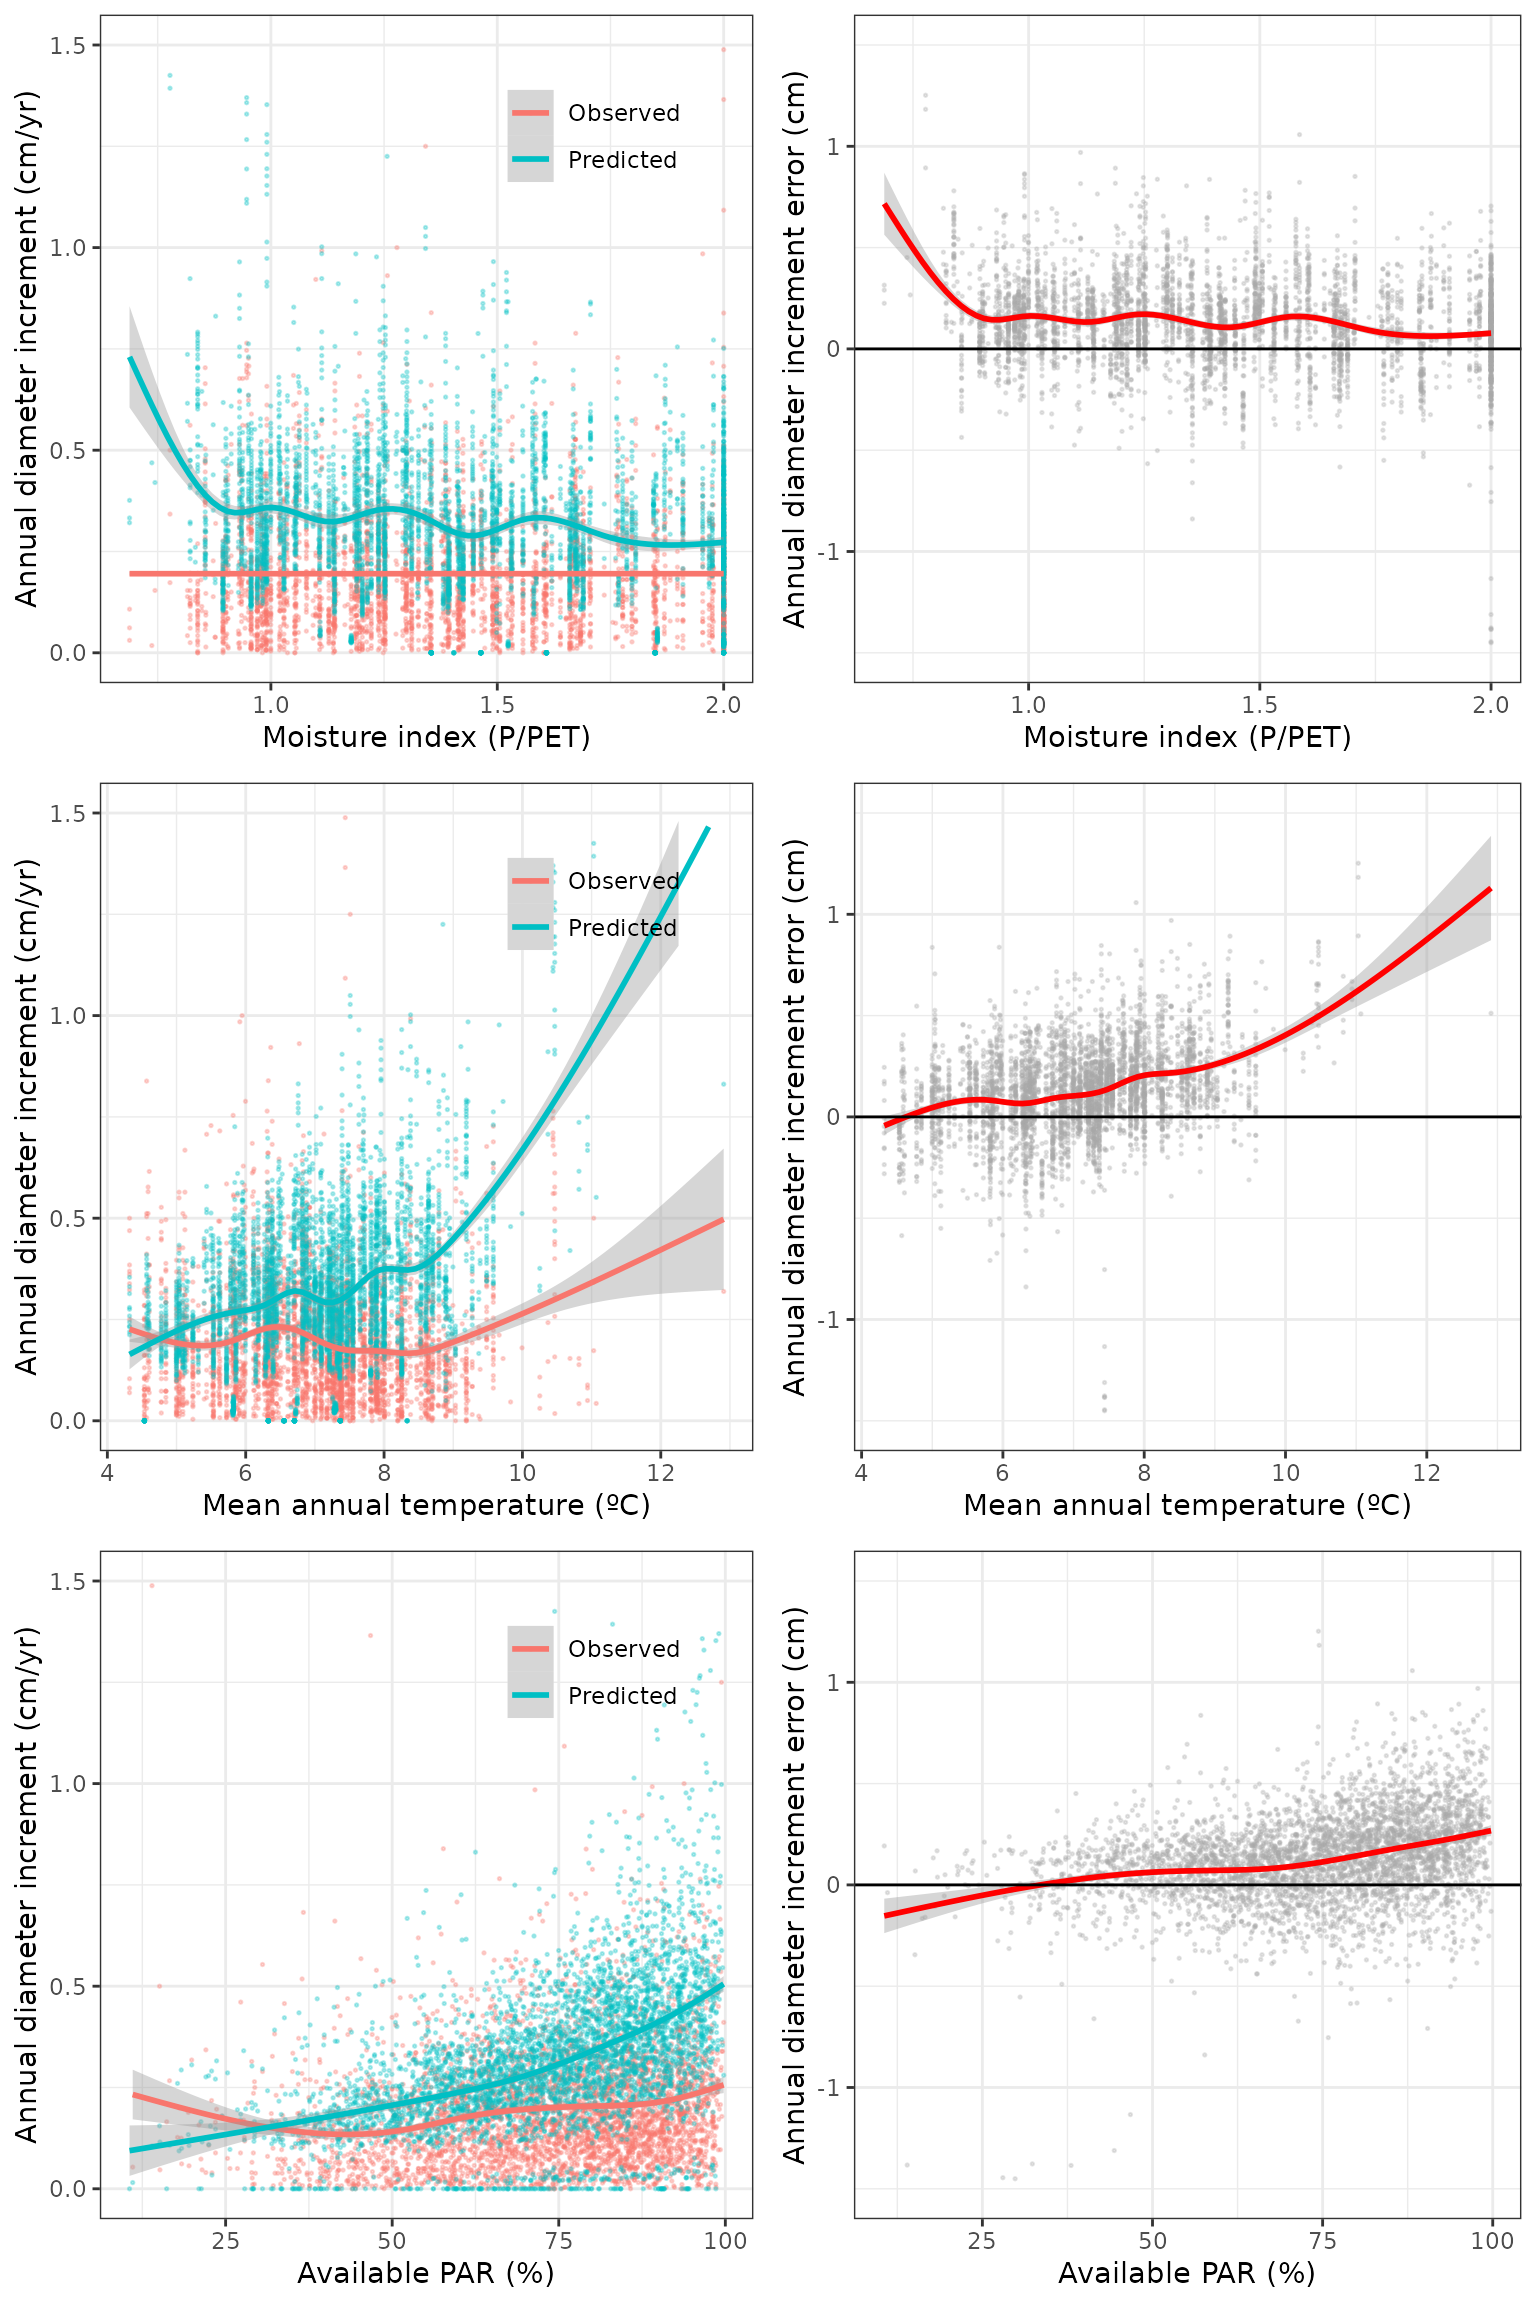 Annual diameter increment (cm/yr)
1.5
1.0
0.5
0.0
Observed
Predicted
1.0 1.5 2.0
Moisture index (P/PET)
Annual diameter increment error (cm)
1
0
-1
1.0 1.5 2.0
Moisture index (P/PET)
Annual diameter increment (cm/yr)
1.5
1.0
0.5
0.0
Observed
Predicted
4 6 8 10 12
Mean annual temperature (ºC)
Annual diameter increment error (cm)
1
0
-1
4 6 8 10 12
Mean annual temperature (ºC)
Annual diameter increment (cm/yr)
1.5
1.0
0.5
0.0
Observed
Predicted
25 50 75 100
Available PAR (%)
Annual diameter increment error (cm)
1
0
-1
25 50 75 100
Available PAR (%)